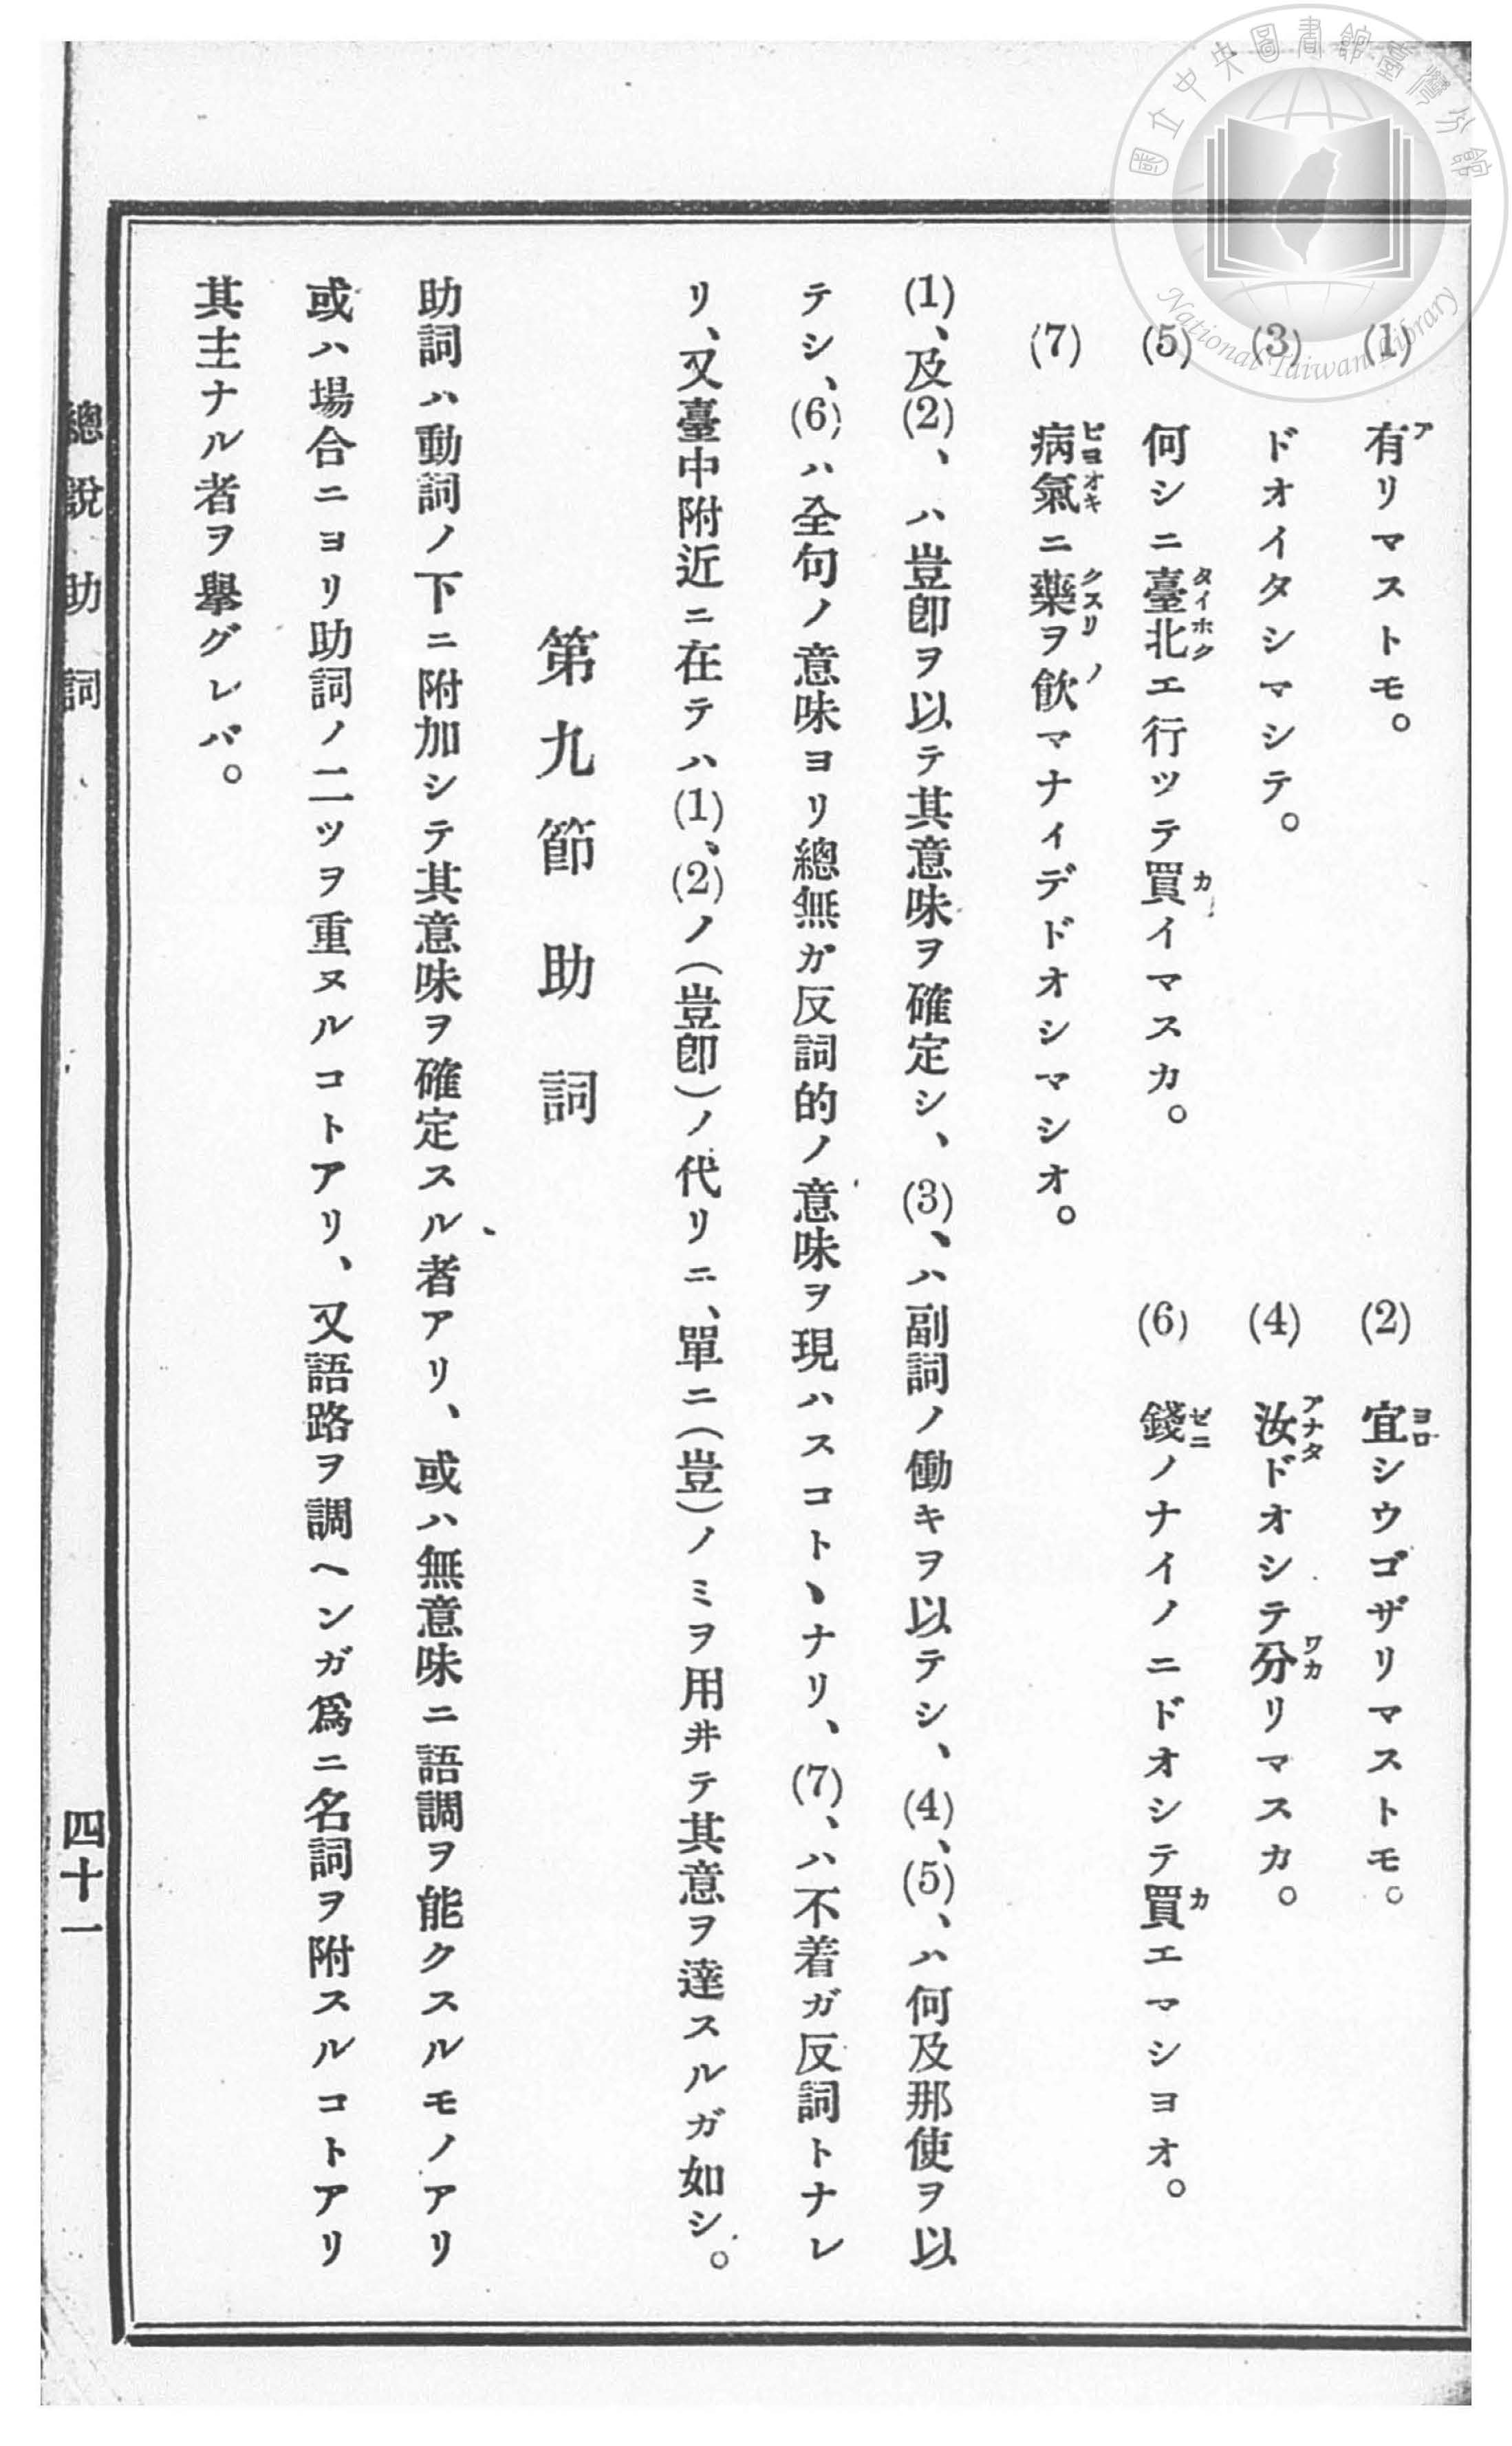 國立中央圖書館臺灣分館
National Taiwan Library
(1) 有リマストモ。 (2) 宜シウゴザリマストモ。
(3) ドオイタシマシテ。 (4) 汝ドオシテ分リマスカ。
(5) 何シニ臺北エ行ツテ買イマスカ。 (6) 錢ノナイノニドオシテ買エマシヨオ。
(7) 病氣ニ藥ヲ飮マナィデドオシマシオ。
(1)、及(2)、ハ豈卽ヲ以テ其意味ヲ確定シ、(3)、ハ副詞ノ働キヲ以テシ、(4)、(5)、ハ何及那使ヲ以
テシ、(6)ハ全句ノ意味ヨリ總無ガ反詞的ノ意味ヲ現ハスコトヽナリ、(7)、ハ不着ガ反詞トナレ
リ、又臺中附近ニ在テハ(1)、(2)ノ(豈卽)ノ代リニ、單ニ(豈)ノミヲ用井テ其意ヲ達スルガ如シ。
第九節 助詞
助詞ハ動詞ノ下ニ附加シテ其意味ヲ確定スル者アリ、或ハ無意味ニ語調ヲ能クスルモノアリ
或ハ場合ニヨリ助詞ノ二ツヲ重ヌルコトアリ、又語路ヲ調ヘンガ爲ニ名詞ヲ附スルコトアリ
其主ナル者ヲ擧グレバ。
總說 助詞 四十一